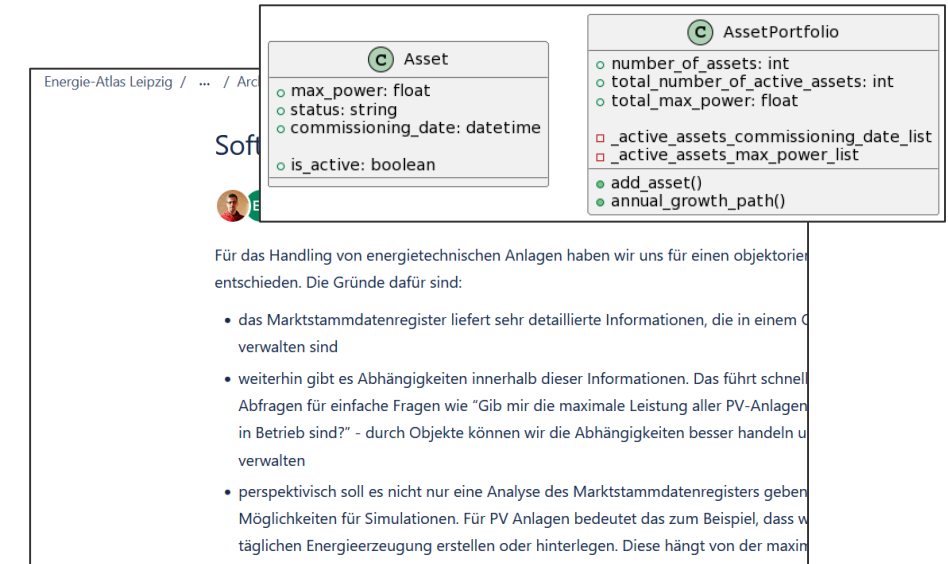 C Asset
max_power: float
status: string
commissioning_date: datetime
is_active: boolean
C AssetPortfolio
number_of_assets: int
total_number_of_active_assets: int
total_max_power: float
_active_assets_commissioning_date_list
_active_assets_max_power_list
add_asset()
annual_growth_path()
Energie-Atlas Leipzig / ... / Arc
Soft
E
Für das Handling von energietechnischen Anlagen haben wir uns für einen objektorier
entschieden. Die Gründe dafür sind:
• das Marktstammdatenregister liefert sehr detaillierte Informationen, die in einem
verwalten sind
• weiterhin gibt es Abhängigkeiten innerhalb dieser Informationen. Das führt schnell
Abfragen für einfache Fragen wie “Gib mir die maximale Leistung aller PV-Anlagen
in Betrieb sind?” - durch Objekte können wir die Abhängigkeiten besser handeln u
verwalten
• perspektivisch soll es nicht nur eine Analyse des Marktstammdatenregisters geben
Möglichkeiten für Simulationen. Für PV Anlagen bedeutet das zum Beispiel, dass w
täglichen Energieerzeugung erstellen oder hinterlegen. Diese hängt von der maxim